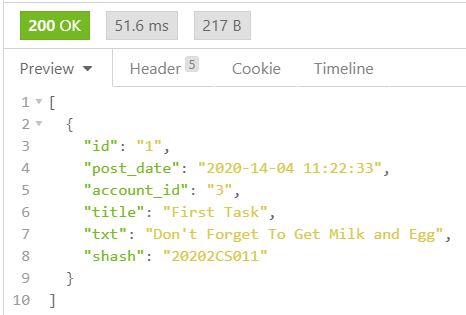 200 OK 51.6 ms 217 B
Preview Header 5 Cookie Timeline
1 [
2 {
3 "id": "1",
4 "post_date": "2020-14-04 11:22:33",
5 "account_id": "3",
6 "title": "First Task",
7 "txt": "Don't Forget To Get Milk and Egg",
8 "shash": "20202CS011"
9 }
10 ]